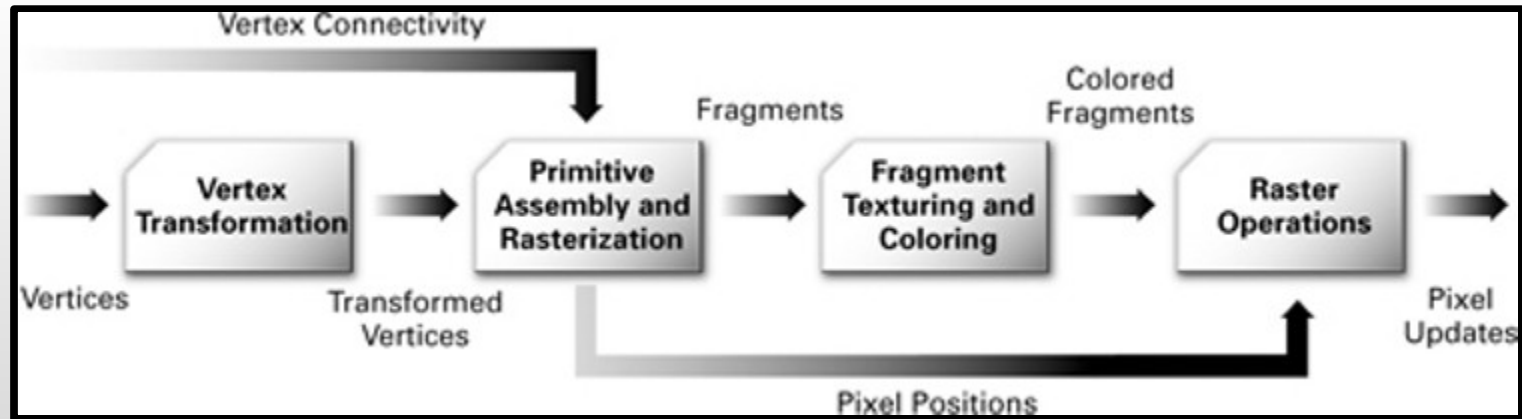 Vertex Connectivity
Fragments
Colored
Fragments
Vertex
Transformation
Primitive
Assembly and
Rasterization
Fragment
Texturing and
Coloring
Raster
Operations
Vertices
Transformed
Vertices
Pixel
Updates
Pixel Positions